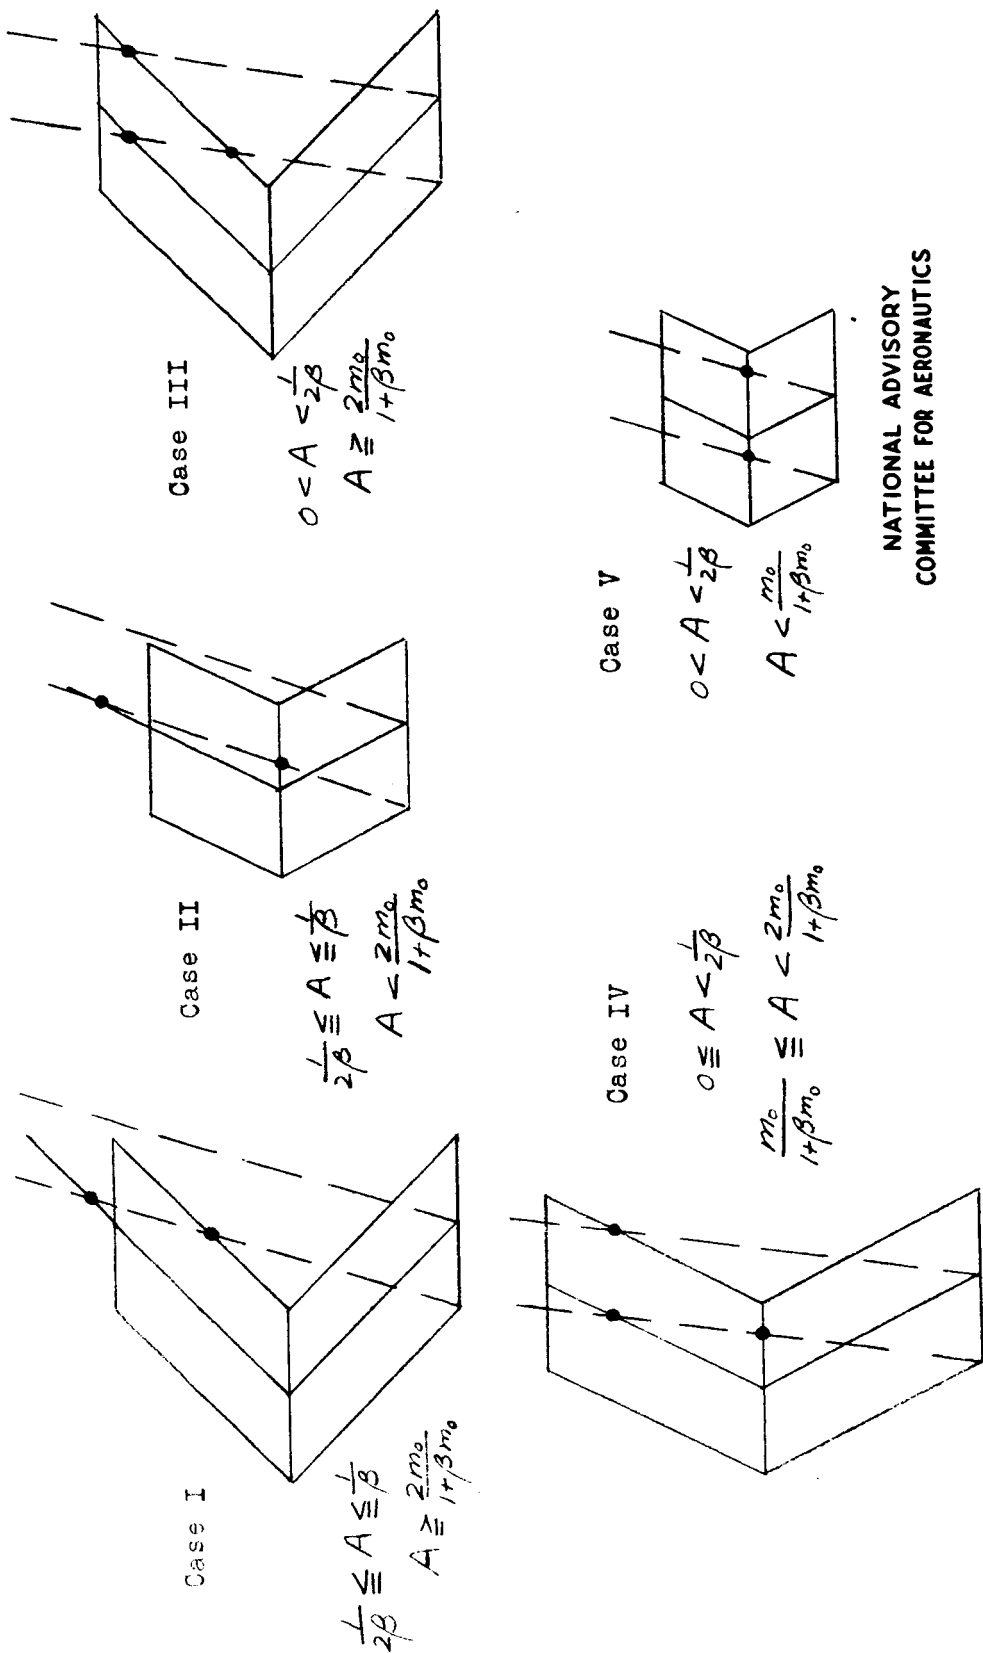 Case I
1/2β ≦ A ≦ 1/β
A ≧ 2m₀/1+βm₀
Case II
1/2β ≦ A ≦ 1/β
A < 2m₀/1+βm₀
Case III
0 < A < 1/2β
A ≧ 2m₀/1+βm₀
Case IV
0 ≦ A < 1/2β
m₀/1+βm₀ ≦ A < 2m₀/1+βm₀
Case V
0 < A < 1/2β
A < m₀/1+βm₀
NATIONAL ADVISORY
COMMITTEE FOR AERONAUTICS